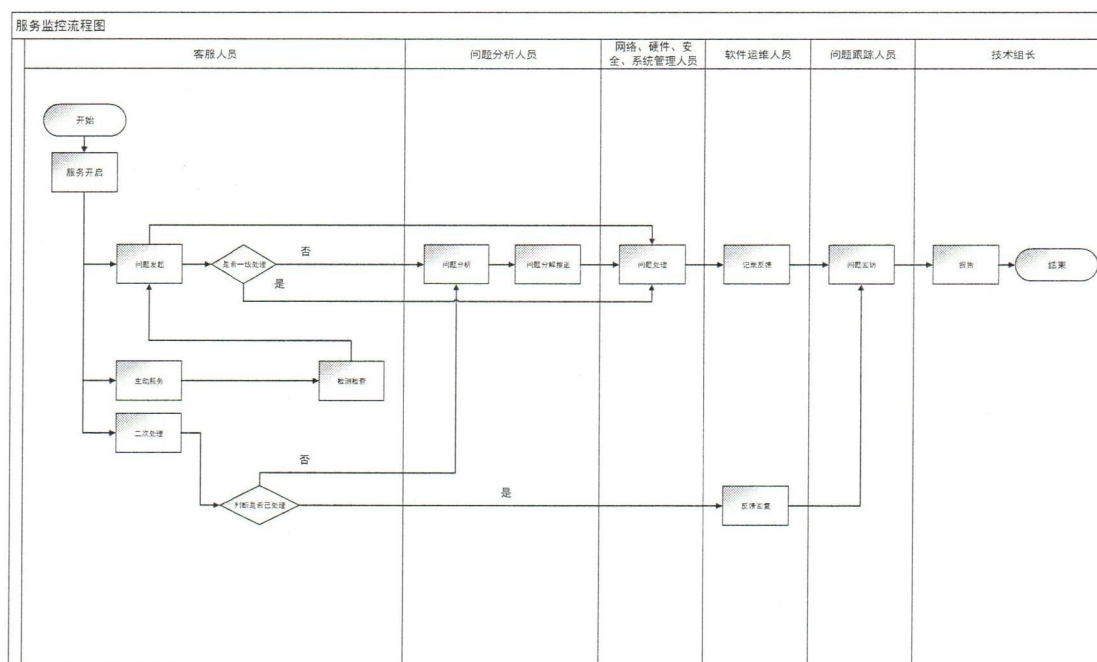 服务监控流程图
客服人员
问题分析人员
网络、硬件、安
全、系统管理人员
软件运维人员
问题跟踪人员
技术组长
开始
服务开启
问题发起
是否一线处理
否
是
问题分析
问题分解推送
问题处理
记录反馈
问题回访
报告
结束
主动服务
检测检查
二次处理
否
判断是否已处理
是
反馈回复